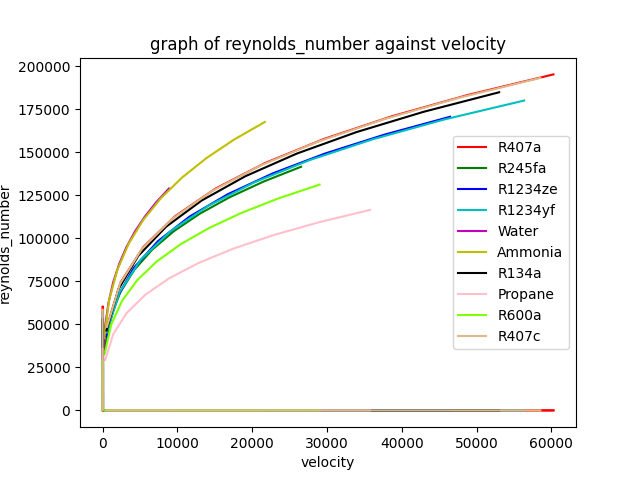 graph of reynolds_number against velocity
reynolds_number
200000
175000
150000
125000
100000
75000
50000
25000
0
R407a
R245fa
R1234ze
R1234yf
Water
Ammonia
R134a
Propane
R600a
R407c
0 10000 20000 30000 40000 50000 60000
velocity